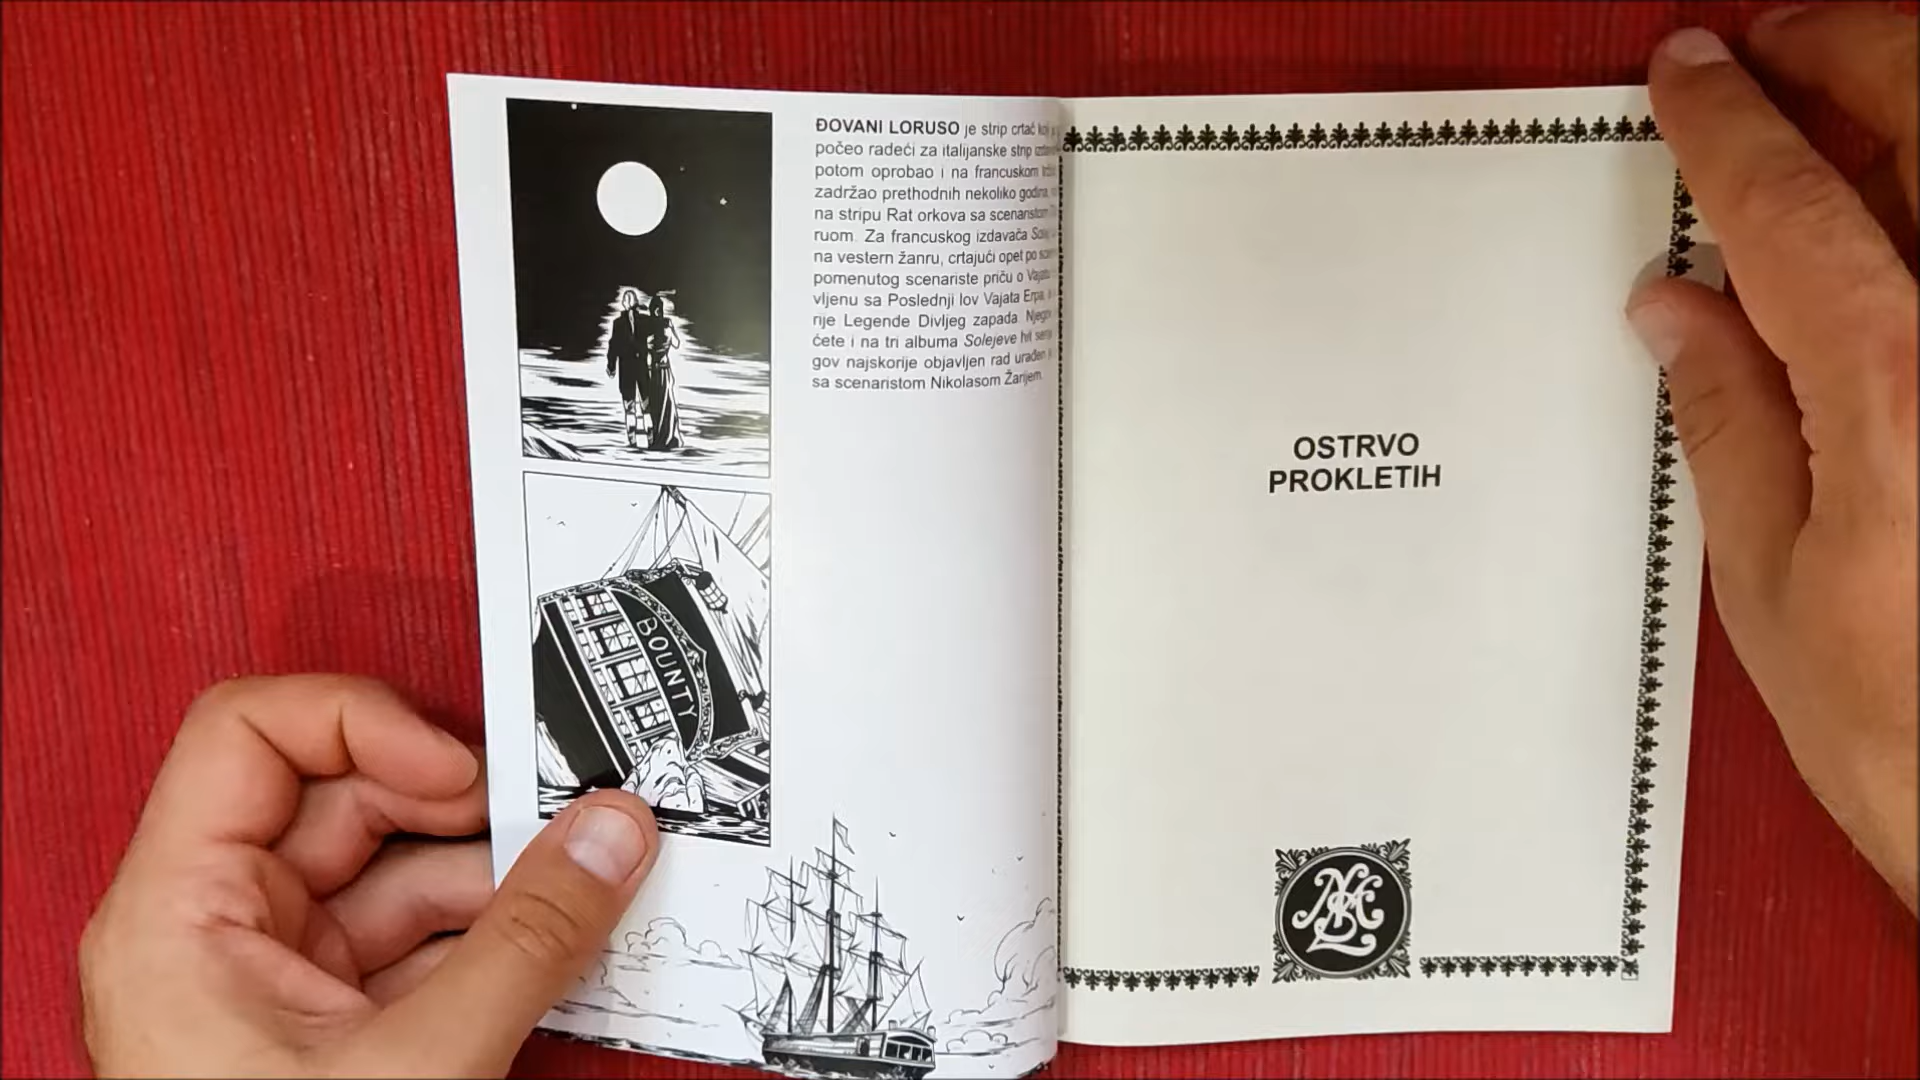 ĐOVANI LORUSO je strip crtač
počeo radeći za italijanske strip
potom oprobao i na francuskom
zadržao prethodnih nekoliko godina,
na stripu Rat orkova sa scenaristom
ruom. Za francuskog izdavača
na vestern žanru, crtajući opet po
pomenutog scenariste priču o Vajatu
vljenu sa Poslednji lov Vajata Erpa,
rije Legende Divljeg zapada.
ćete i na tri albuma Solejeve hit
gov najskorije objavljen rad urađen
sa scenaristom Nikolasom Žarijem.
BOUNTY
OSTRVO
PROKLETIH